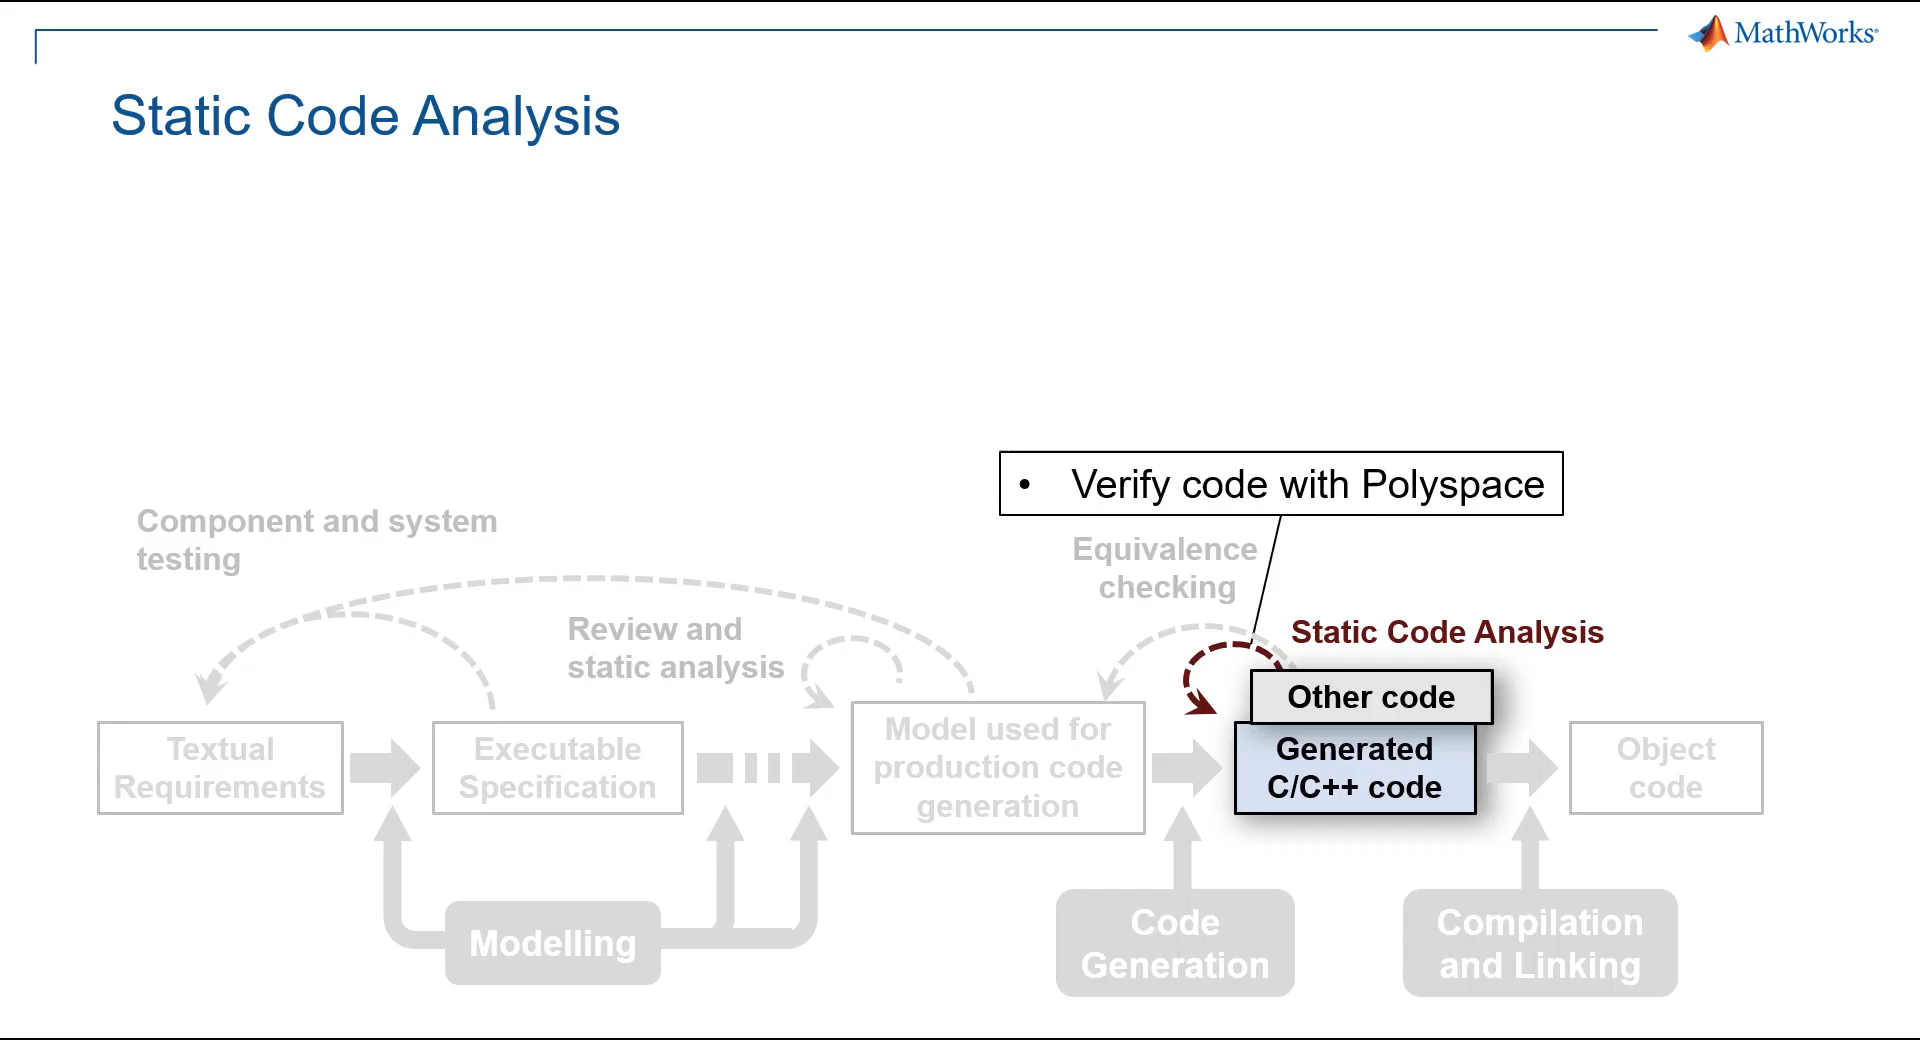 MathWorks®
Static Code Analysis
• Verify code with Polyspace
Component and system
testing
Equivalence
checking
Review and
static analysis
Static Code Analysis
Other code
Textual
Requirements
Executable
Specification
Model used for
production code
generation
Generated
C/C++ code
Object
code
Modelling
Code
Generation
Compilation
and Linking